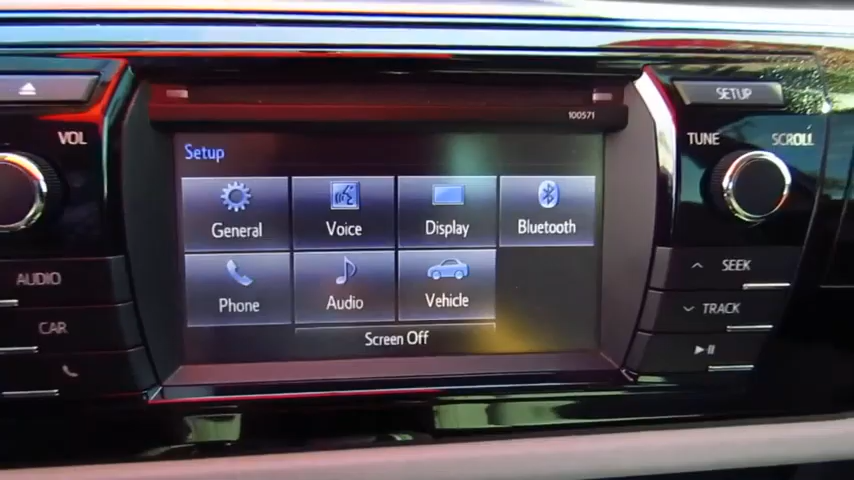 100571
SETUP
VOL
TUNE SCROLL
Setup
General Voice Display Bluetooth
Phone Audio Vehicle
Screen Off
AUDIO
CAR
SEEK
TRACK